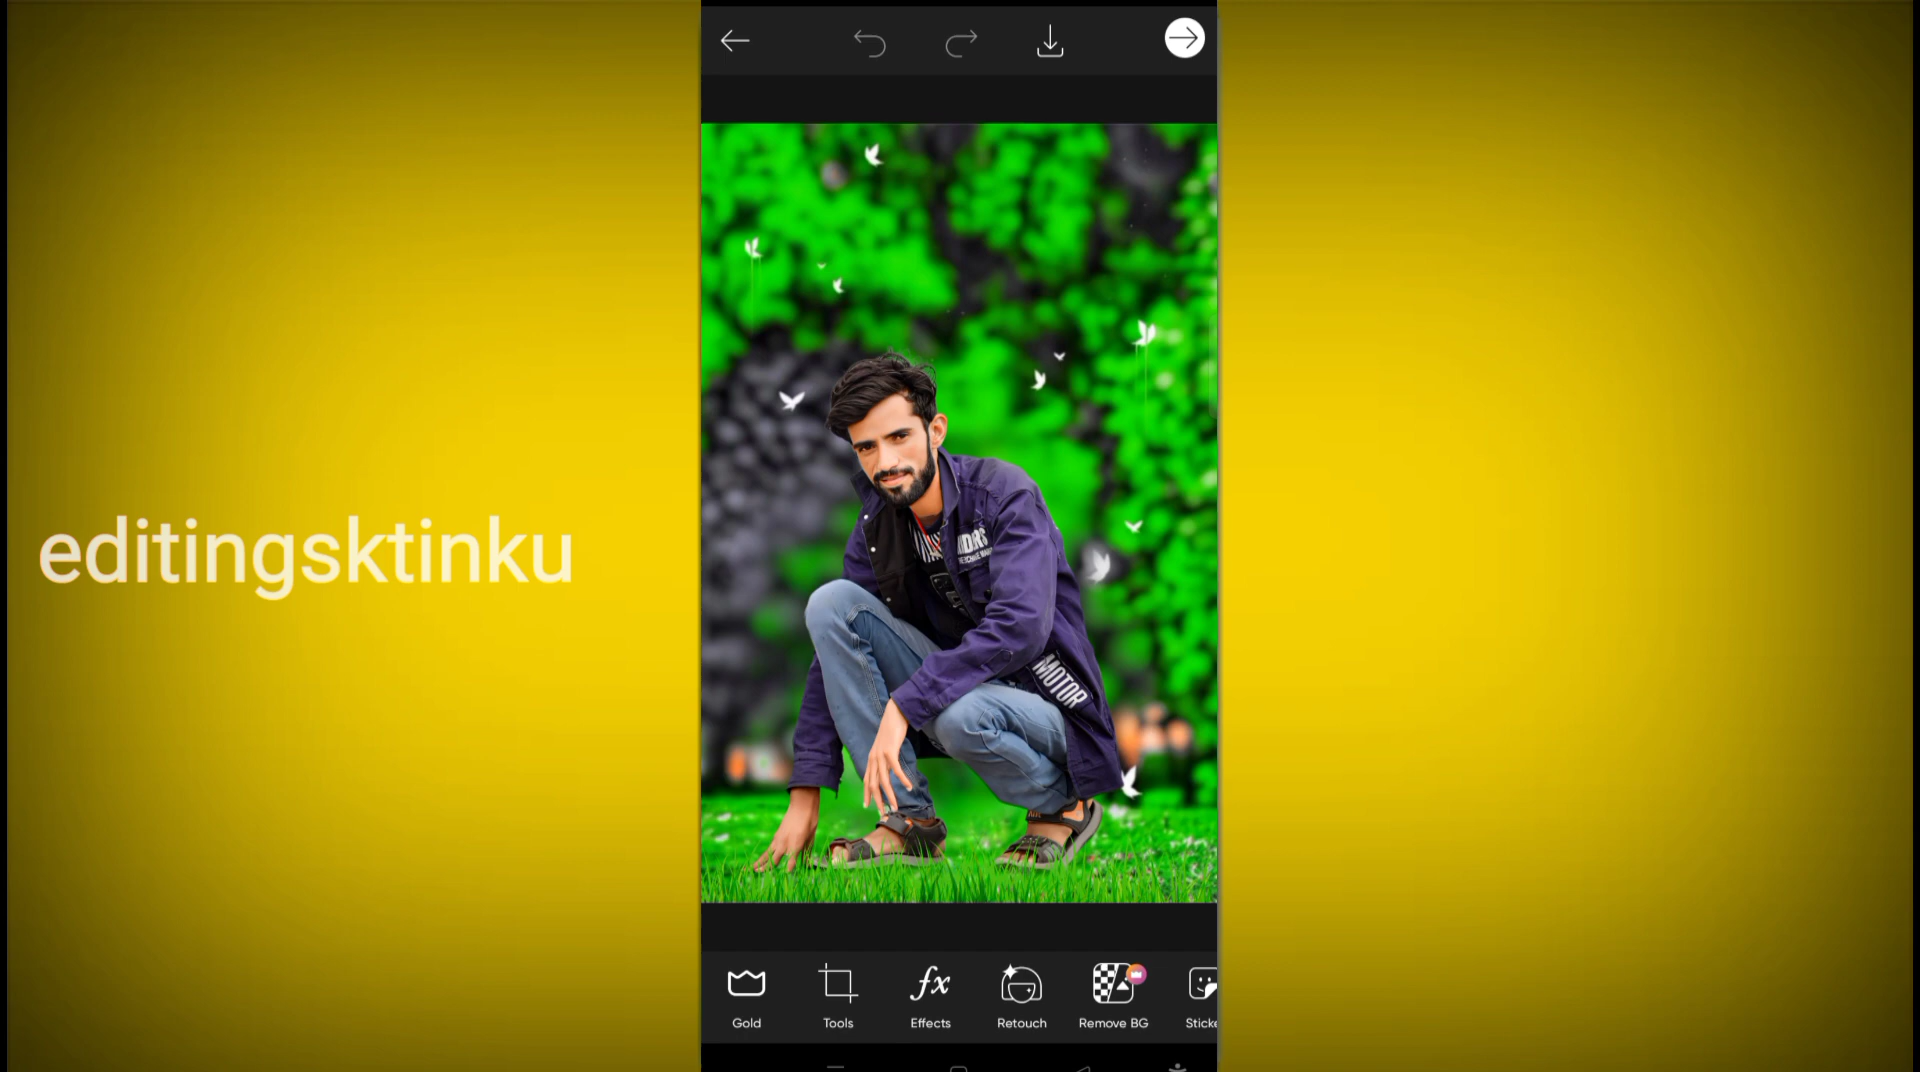 editingsktinku
MOTOR
Gold
Tools
Effects
Retouch
Remove BG
Sticke